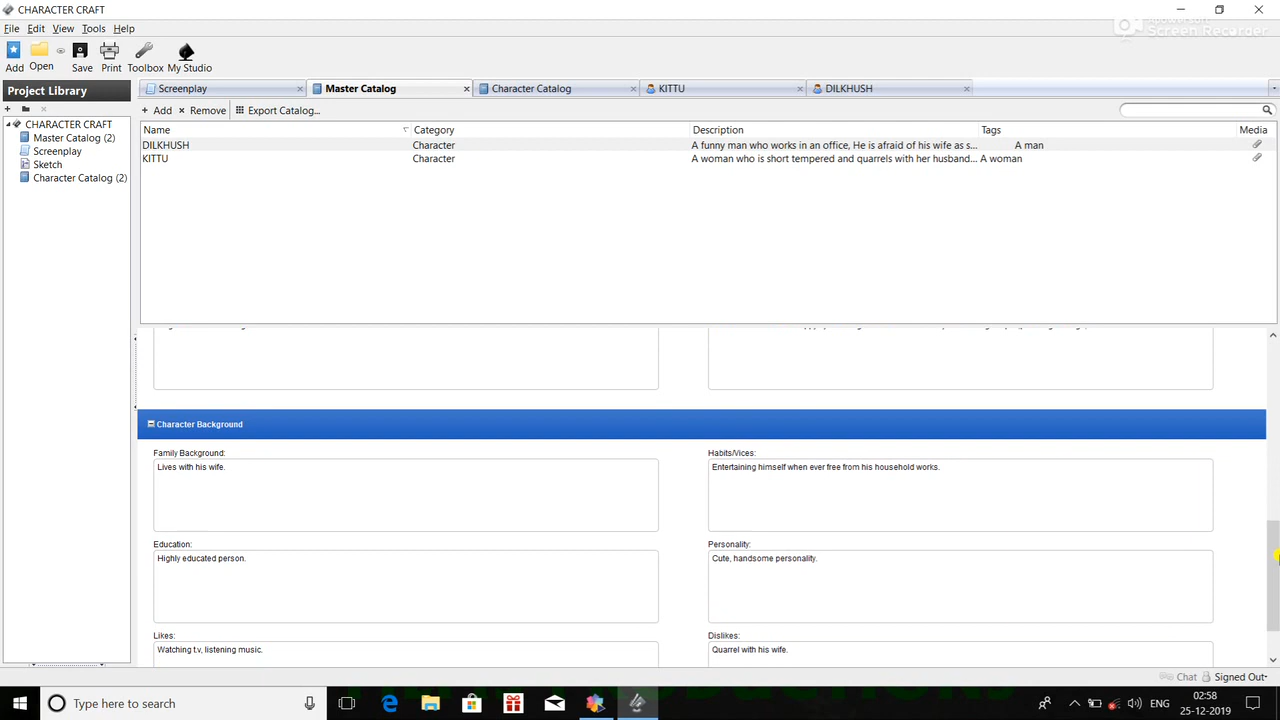 CHARACTER CRAFT
File Edit View Tools Help
Apowersoft
Screen Recorder
Add Open Save Print Toolbox My Studio
Project Library
Screenplay Master Catalog Character Catalog KITTU DILKHUSH
Add Remove Export Catalog...
CHARACTER CRAFT
Master Catalog (2)
Screenplay
Sketch
Character Catalog (2)
Name Category Description Tags Media
DILKHUSH Character A funny man who works in an office, He is afraid of his wife as s... A man
KITTU Character A woman who is short tempered and quarrels with her husband... A woman
Character Background
Family Background: Habits/Vices:
Lives with his wife. Entertaining himself when ever free from his household works.
Education: Personality:
Highly educated person. Cute, handsome personality.
Likes: Dislikes:
Watching t.v, listening music. Quarrel with his wife.
Chat Signed Out
Type here to search
ENG
02:58
25-12-2019